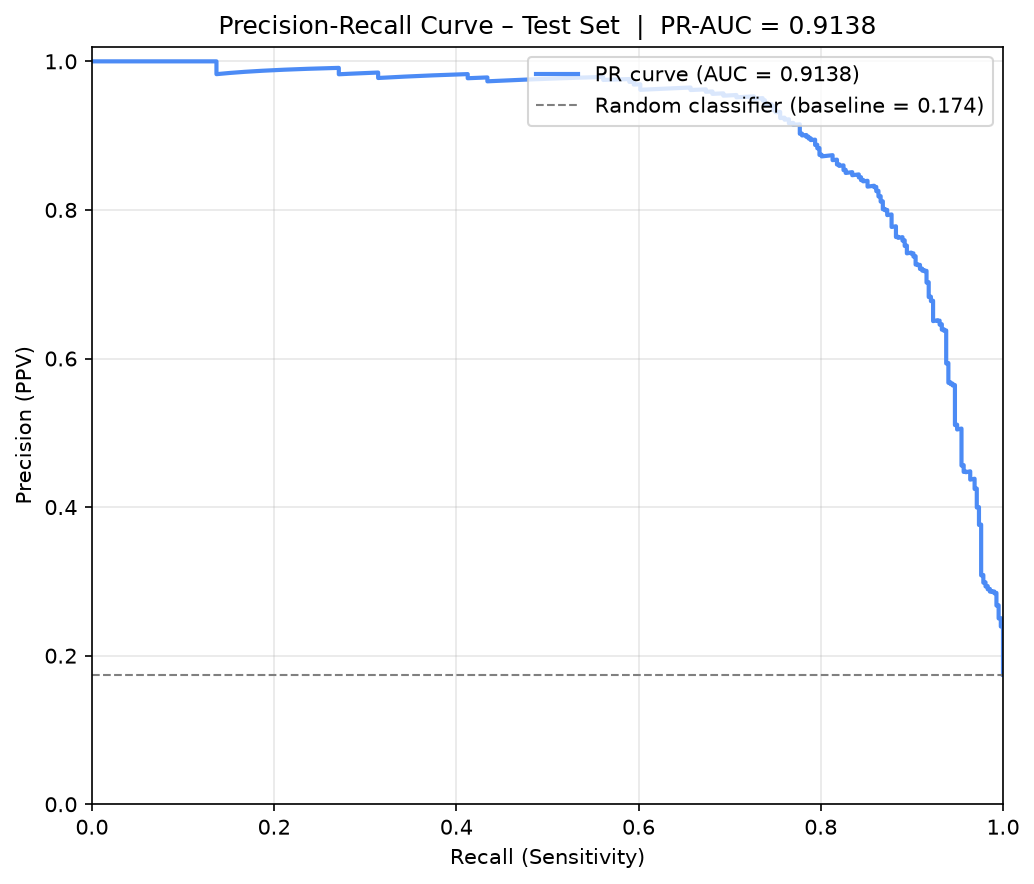 Precision-Recall Curve – Test Set | PR-AUC = 0.9138
PR curve (AUC = 0.9138)
Random classifier (baseline = 0.174)
Precision (PPV)
1.0
0.8
0.6
0.4
0.2
0.0
0.0 0.2 0.4 0.6 0.8 1.0
Recall (Sensitivity)